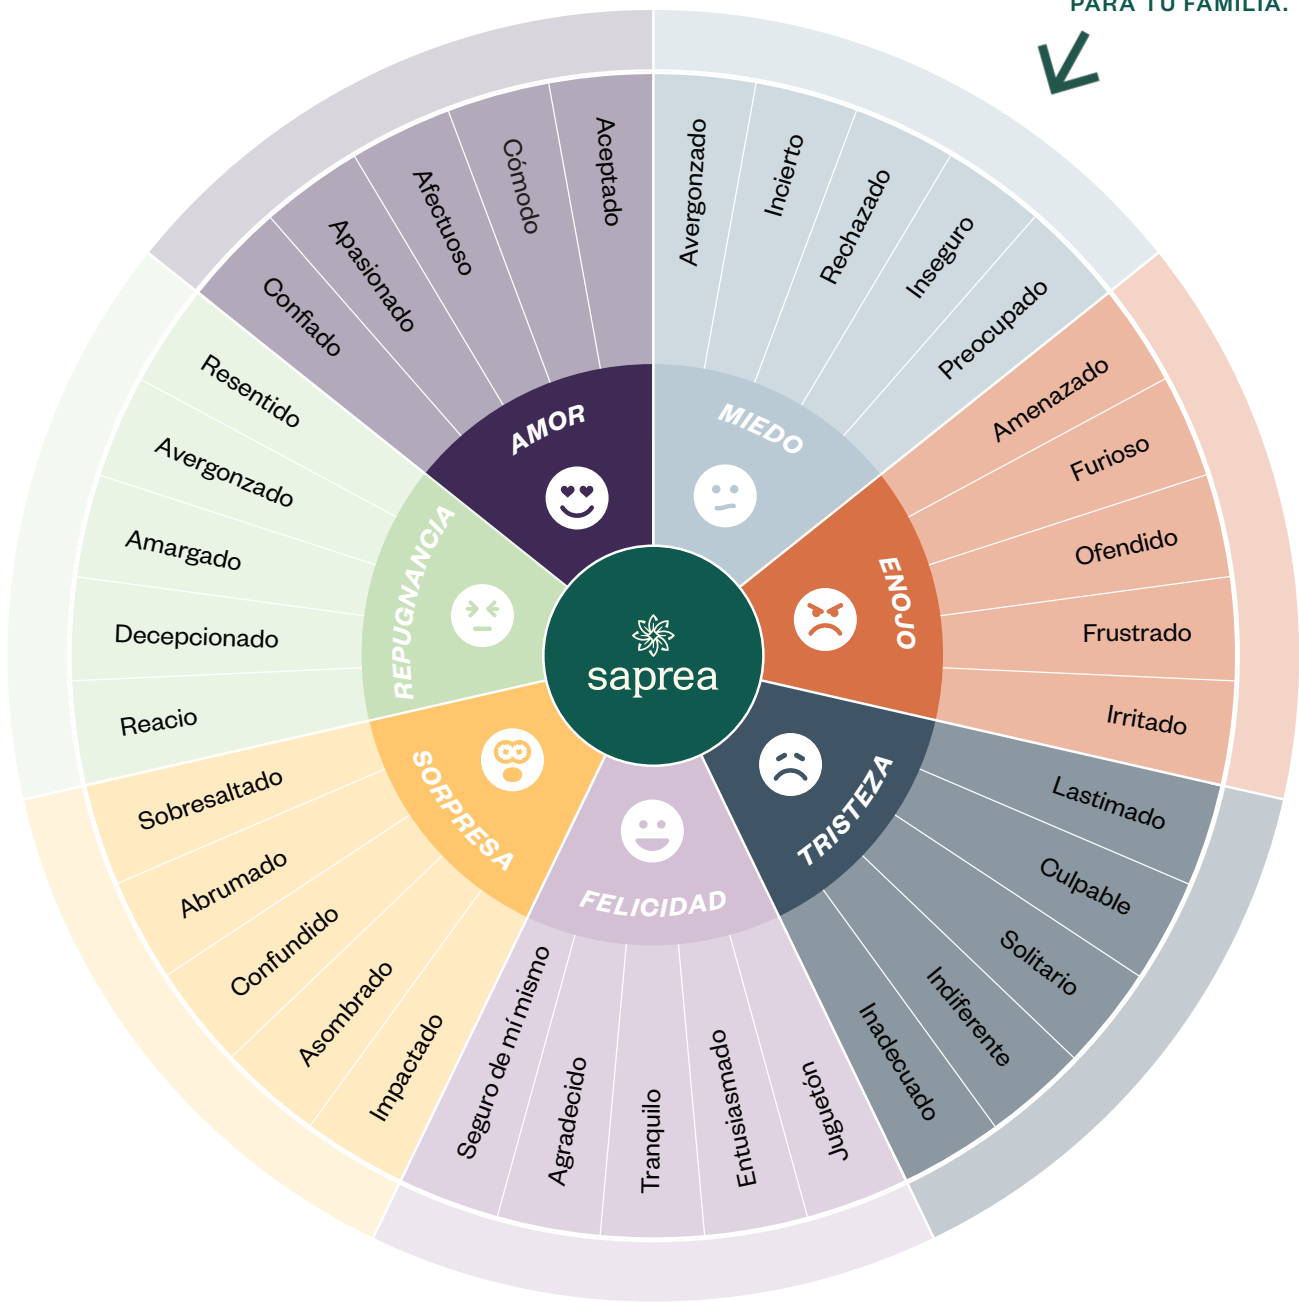 PARA TU FAMILIA.
AMOR
Confiado
Apasionado
Afectuoso
Cómodo
Aceptado
MIEDO
Avergonzado
Incierto
Rechazado
Inseguro
Preocupado
ENOJO
Amenazado
Furioso
Ofendido
Frustrado
Irritado
TRISTEZA
Lastimado
Culpable
Solitario
Indiferente
Inadecuado
FELICIDAD
Juguetón
Entusiasmado
Tranquilo
Agradecido
Seguro de mí mismo
SORPRESA
Impactado
Asombrado
Confundido
Abrumado
Sobresaltado
REPUGNANCIA
Reacio
Decepcionado
Amargado
Avergonzado
Resentido
saprea